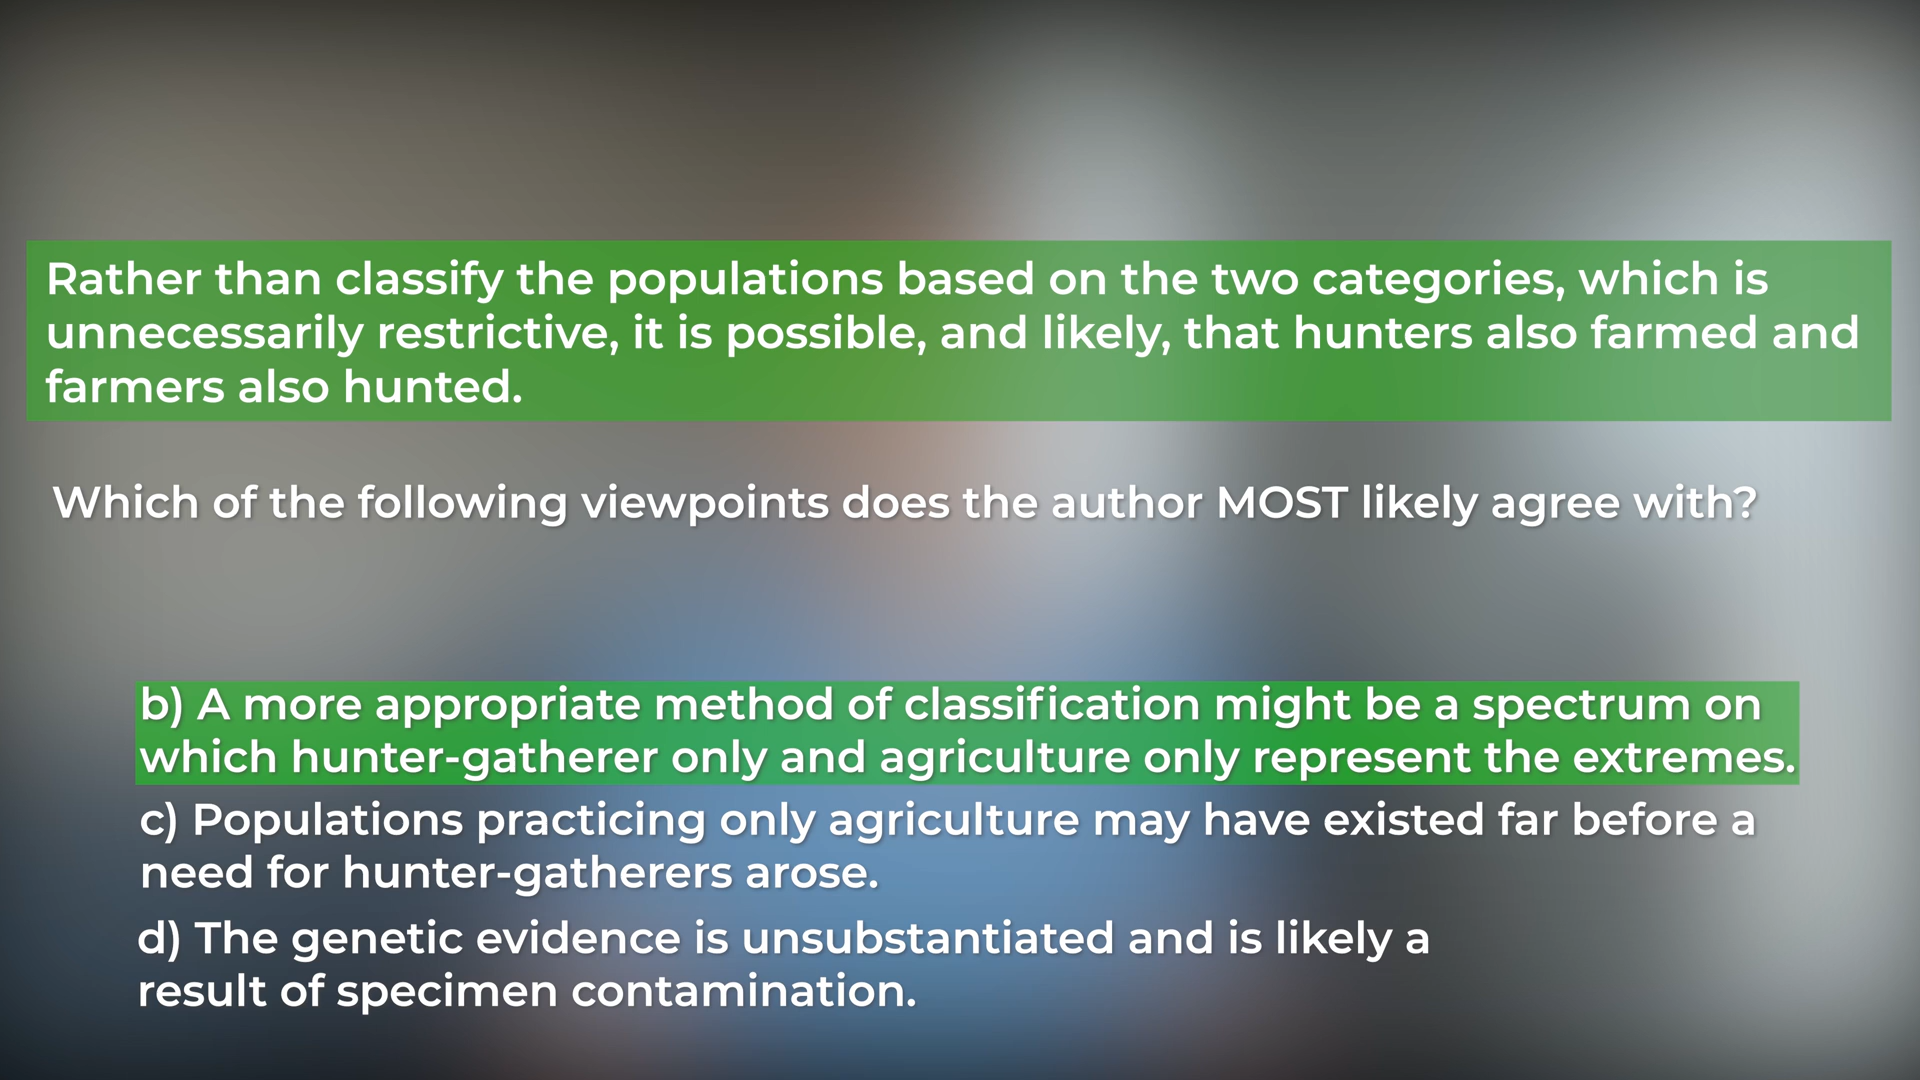 Rather than classify the populations based on the two categories, which is
unnecessarily restrictive, it is possible, and likely, that hunters also farmed and
farmers also hunted.
Which of the following viewpoints does the author MOST likely agree with?
b) A more appropriate method of classification might be a spectrum on
which hunter-gatherer only and agriculture only represent the extremes.
c) Populations practicing only agriculture may have existed far before a
need for hunter-gatherers arose.
d) The genetic evidence is unsubstantiated and is likely a
result of specimen contamination.